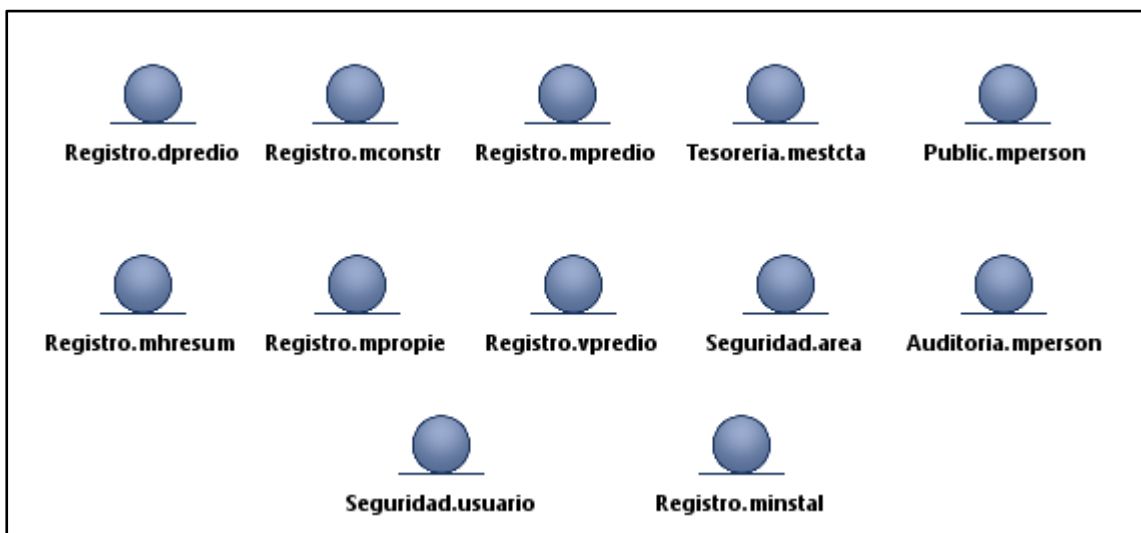 Registro.dpredio Registro.mconstr Registro.mpredio Tesoreria.mestcta Public.mperson
Registro.mhresum Registro.mpropie Registro.vpredio Seguridad.area Auditoria.mperson
Seguridad.usuario Registro.minstal